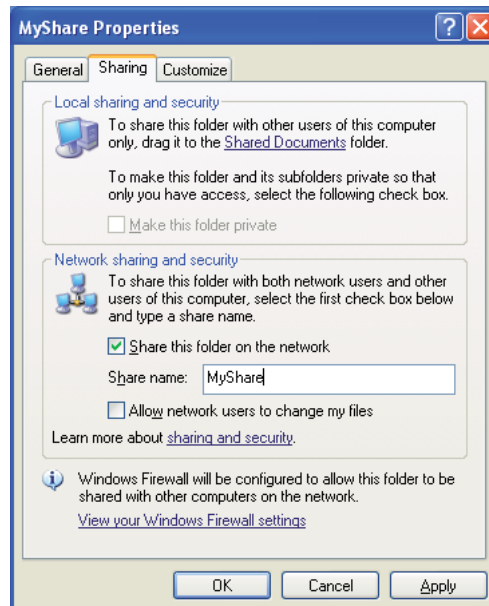 MyShare Properties
General Sharing Customize
Local sharing and security
To share this folder with other users of this computer
only, drag it to the Shared Documents folder.
To make this folder and its subfolders private so that
only you have access, select the following check box.
Make this folder private
Network sharing and security
To share this folder with both network users and other
users of this computer, select the first check box below
and type a share name.
Share this folder on the network
Share name: MyShare
Allow network users to change my files
Learn more about sharing and security.
Windows Firewall will be configured to allow this folder to be
shared with other computers on the network.
View your Windows Firewall settings
OK Cancel Apply